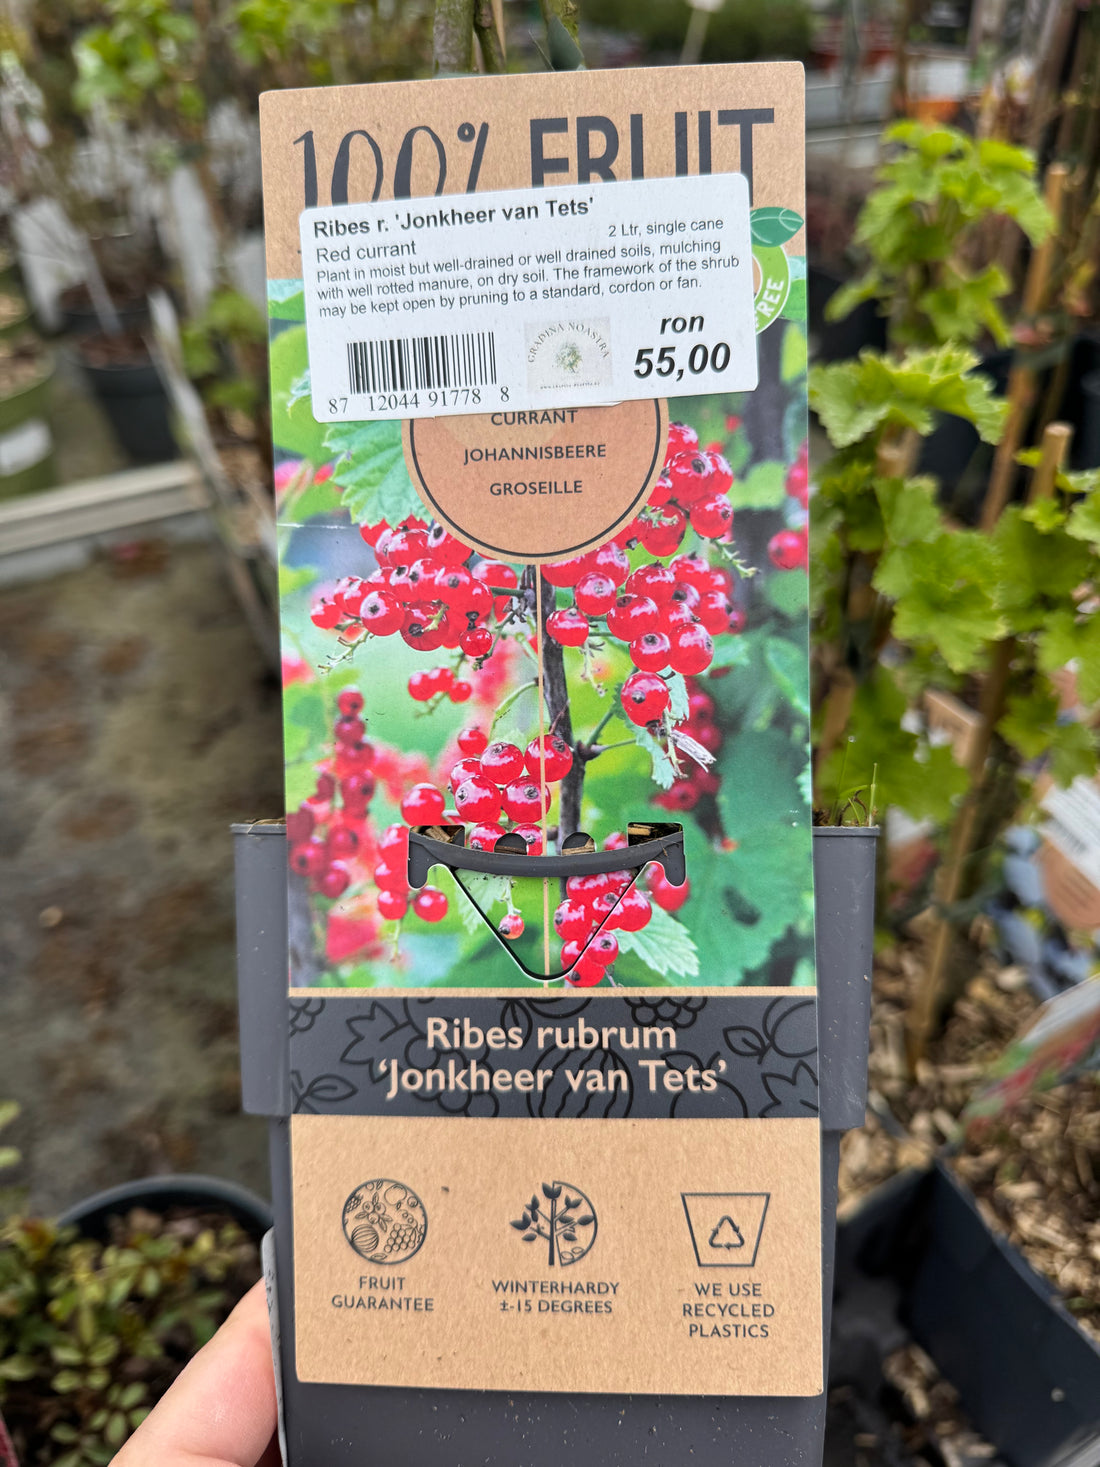 100% FRUIT
Ribes r. 'Jonkheer van Tets'
Red currant
2 Ltr, single cane
Plant in moist but well-drained or well drained soils, mulching
with well rotted manure, on dry soil. The framework of the shrub
may be kept open by pruning to a standard, cordon or fan.
REE
ron
55,00
GRADINA NOASTRA
87 12044 91778 8
CURRANT
JOHANNISBEERE
GROSEILLE
Ribes rubrum
‘Jonkheer van Tets’
FRUIT
GUARANTEE
WINTERHARDY
±-15 DEGREES
WE USE
RECYCLED
PLASTICS